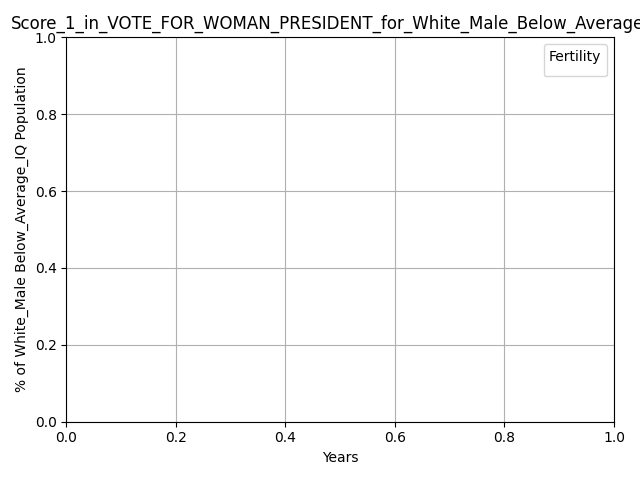 Score_1_in_VOTE_FOR_WOMAN_PRESIDENT_for_White_Male_Below_Average
Fertility
% of White_Male Below_Average_IQ Population
1.0
0.8
0.6
0.4
0.2
0.0
0.0 0.2 0.4 0.6 0.8 1.0
Years